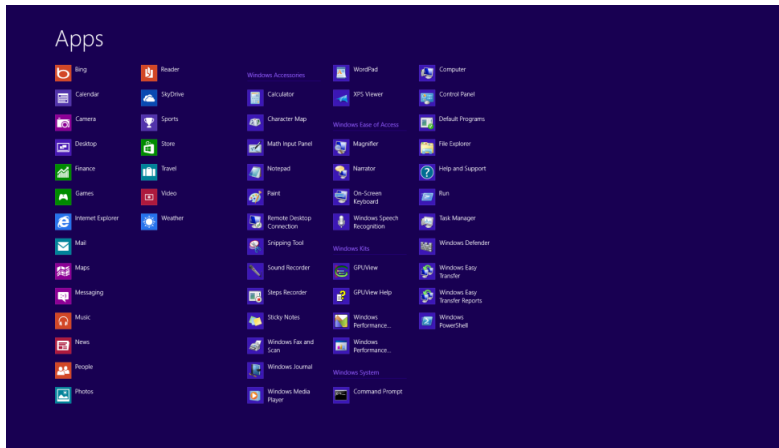 Apps
Bing
Calendar
Camera
Desktop
Finance
Games
Internet Explorer
Mail
Maps
Messaging
Music
News
People
Photos
Reader
SkyDrive
Sports
Store
Travel
Video
Weather
Windows Accessories
Calculator
Character Map
Math Input Panel
Notepad
Paint
Remote Desktop
Connection
Snipping Tool
Sound Recorder
Steps Recorder
Sticky Notes
Windows Fax and
Scan
Windows Journal
Windows Media
Player
WordPad
XPS Viewer
Windows Ease of Access
Magnifier
Narrator
On-Screen
Keyboard
Windows Speech
Recognition
Windows Kits
GPUView
GPUView Help
Windows
Performance...
Windows
Performance...
Windows System
Command Prompt
Computer
Control Panel
Default Programs
File Explorer
Help and Support
Run
Task Manager
Windows Defender
Windows Easy
Transfer
Windows Easy
Transfer Reports
Windows
PowerShell